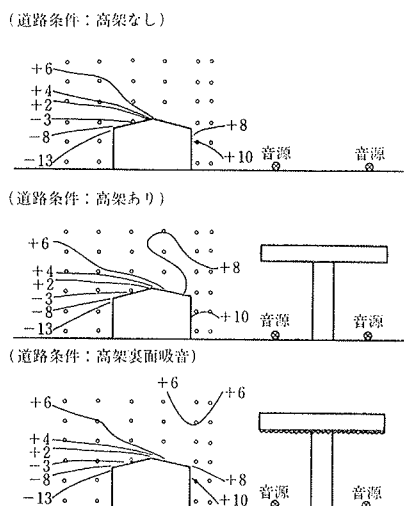 (道路条件:高架なし)
+6
+4
+2
-3
-8
-13
+8
+10
音源
音源
(道路条件:高架あり)
+6
+4
+2
-3
-8
-13
+8
+10
音源
音源
(道路条件:高架裏面吸音)
+6
+6
+6
+4
+2
-3
-8
-13
+8
+10
音源
音源